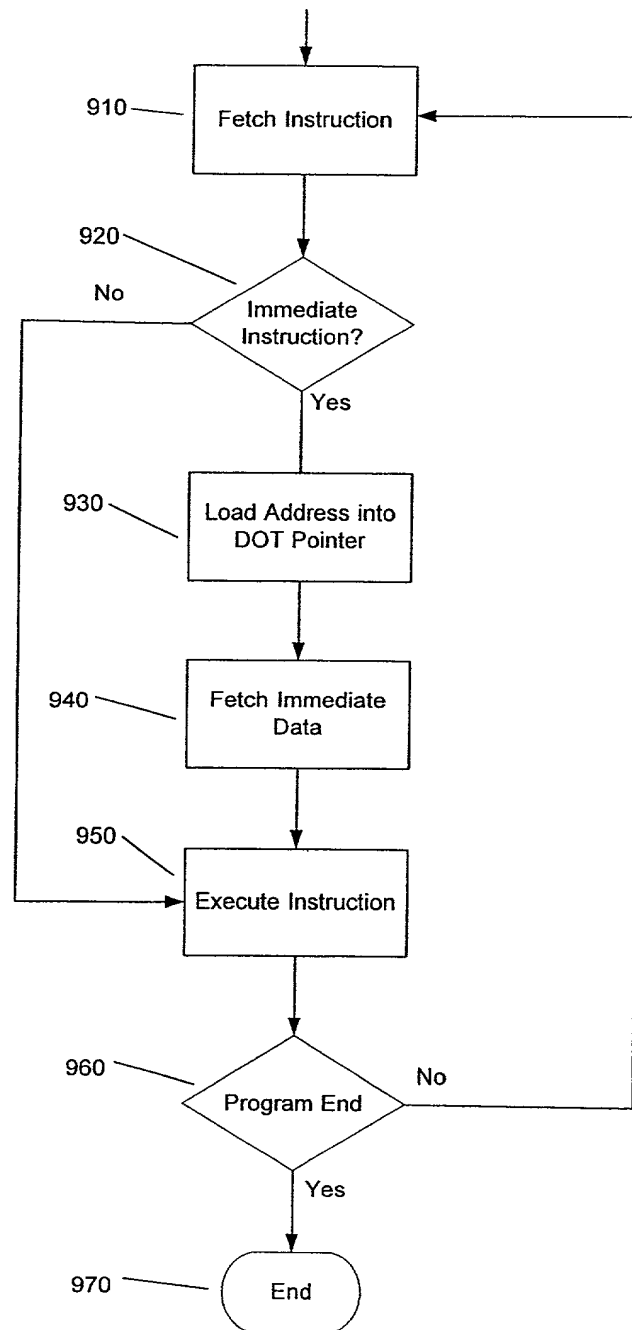 910
Fetch Instruction
920
No
Immediate
Instruction?
Yes
930
Load Address into
DOT Pointer
940
Fetch Immediate
Data
950
Execute Instruction
960
No
Program End
Yes
970
End